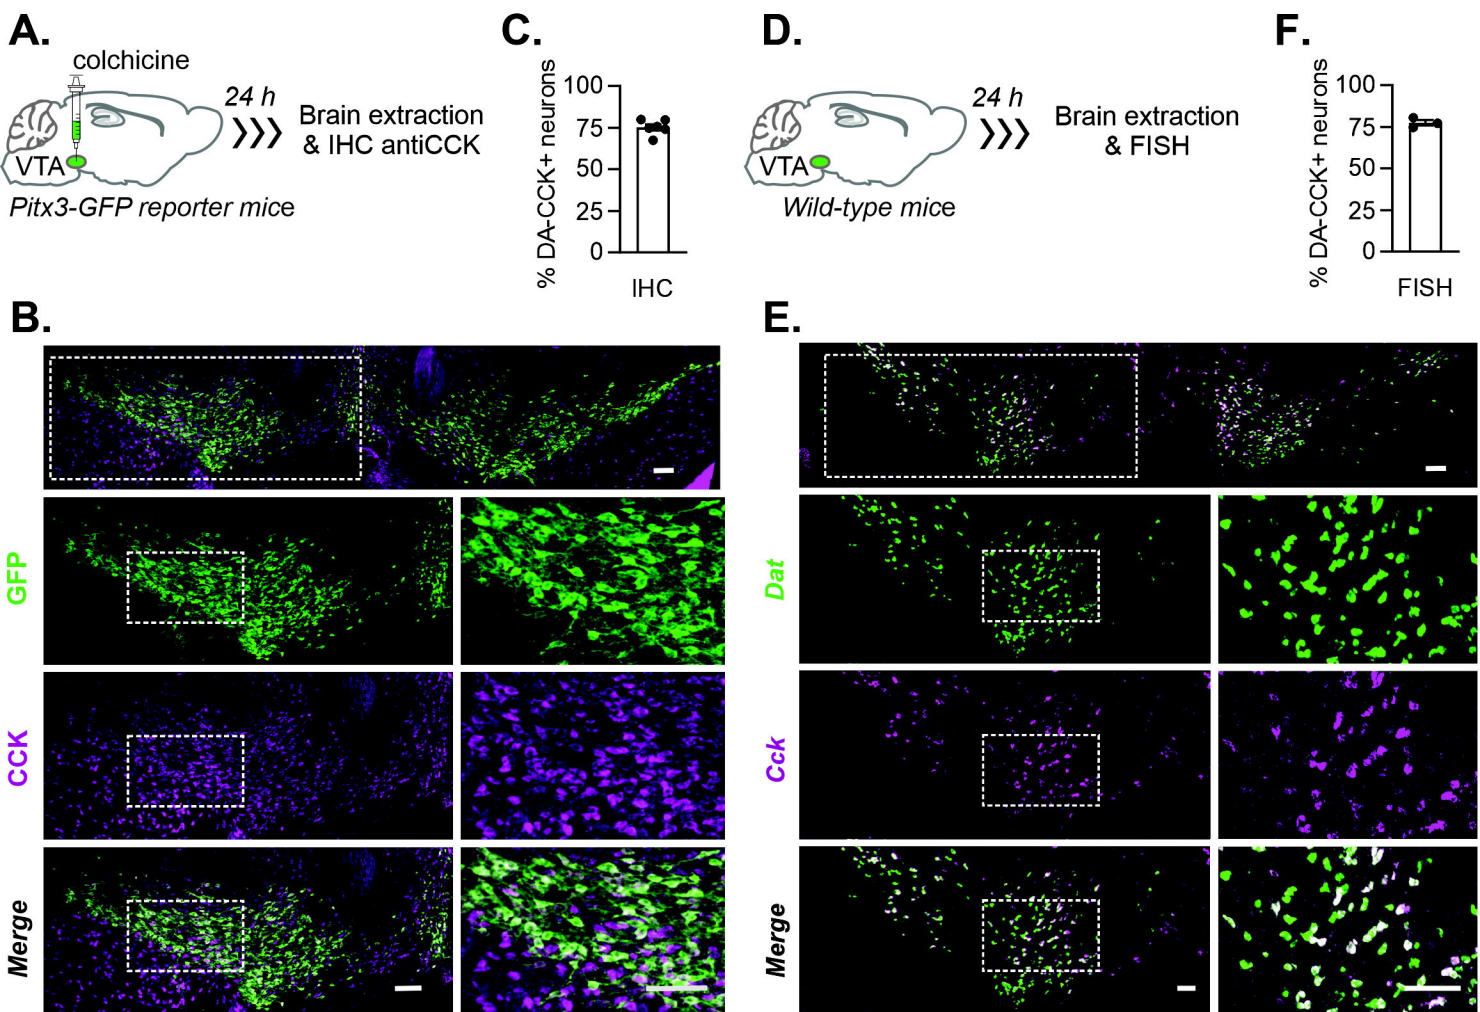 A.
colchicine
24 h
Brain extraction
& IHC antiCCK
VTA
Pitx3-GFP reporter mice
C.
% DA-CCK+ neurons
100
75
50
25
0
IHC
D.
24 h
Brain extraction
& FISH
VTA
Wild-type mice
F.
% DA-CCK+ neurons
100
75
50
25
0
FISH
B.
GFP
CCK
Merge
E.
Dat
Cck
Merge